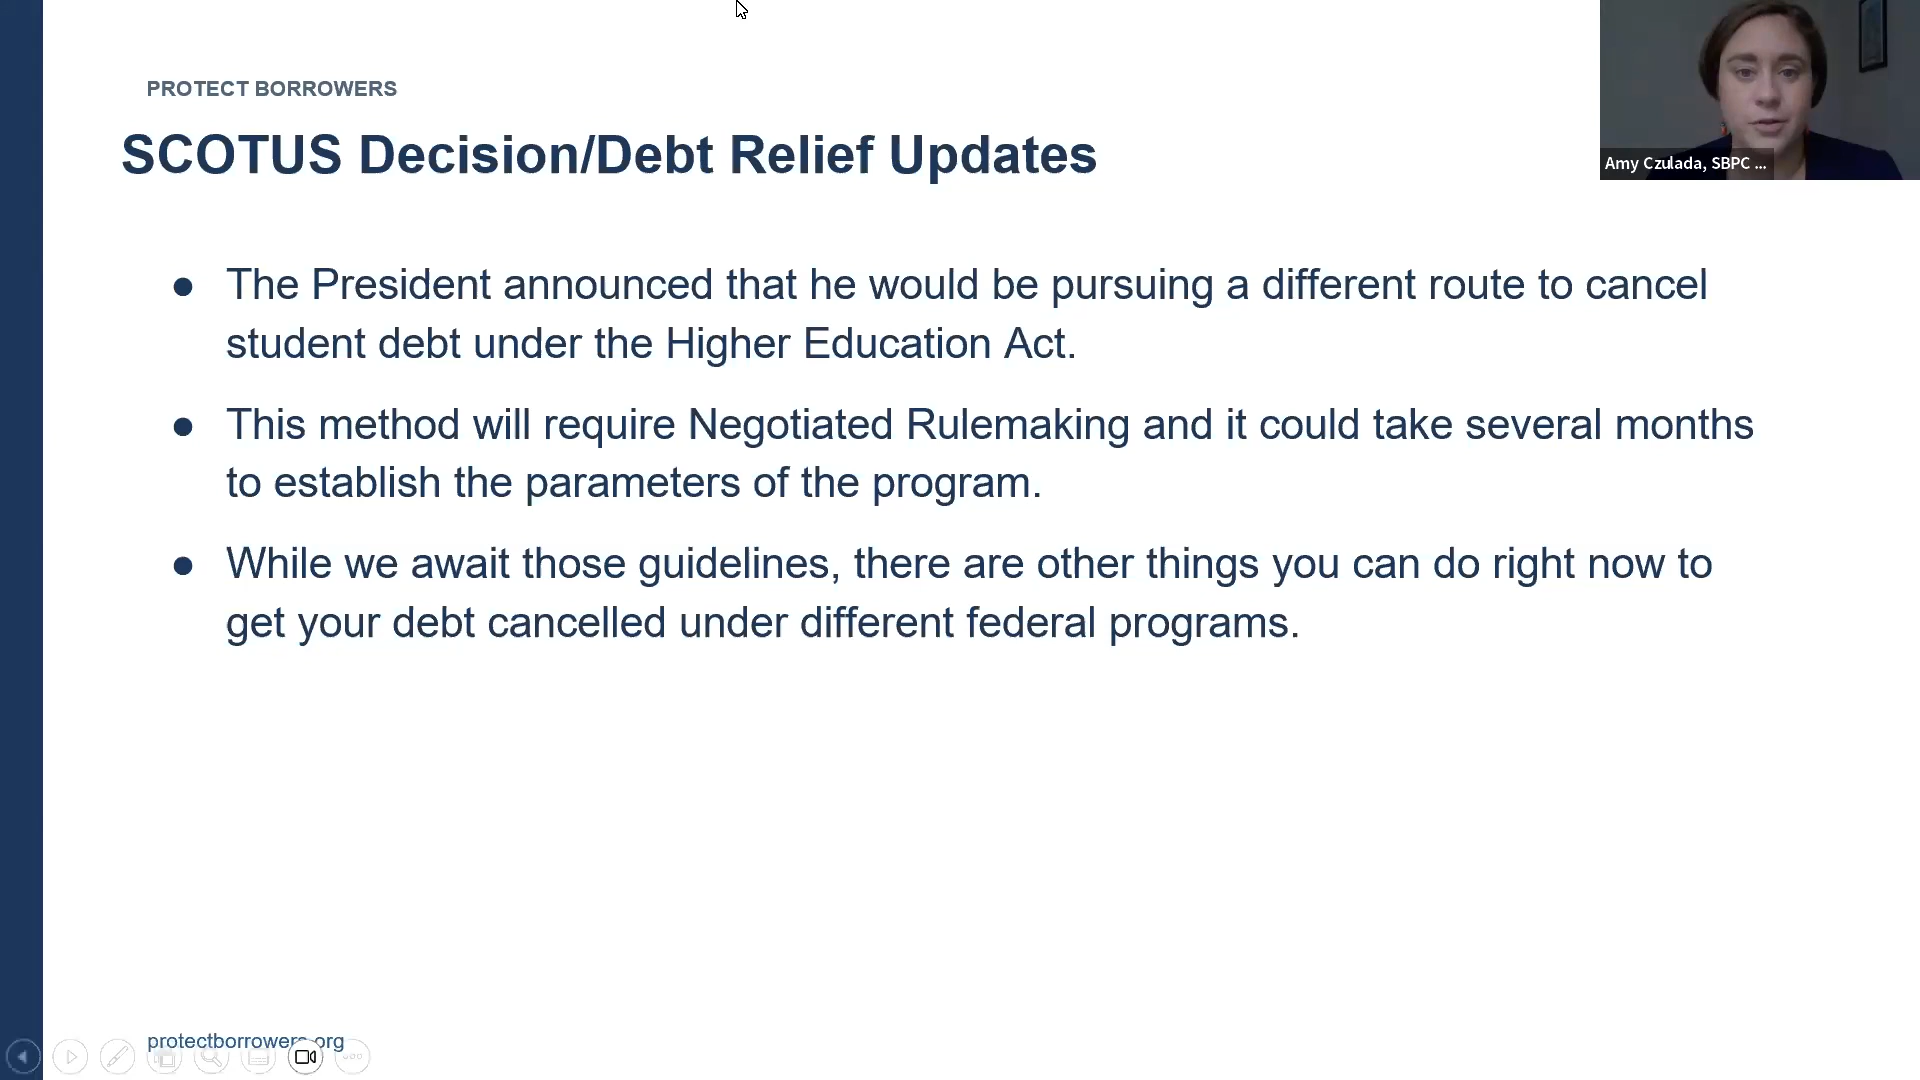 PROTECT BORROWERS
SCOTUS Decision/Debt Relief Updates
Amy Czulada, SBPC ...
● The President announced that he would be pursuing a different route to cancel
student debt under the Higher Education Act.
● This method will require Negotiated Rulemaking and it could take several months
to establish the parameters of the program.
● While we await those guidelines, there are other things you can do right now to
get your debt cancelled under different federal programs.
protectborrowers.org